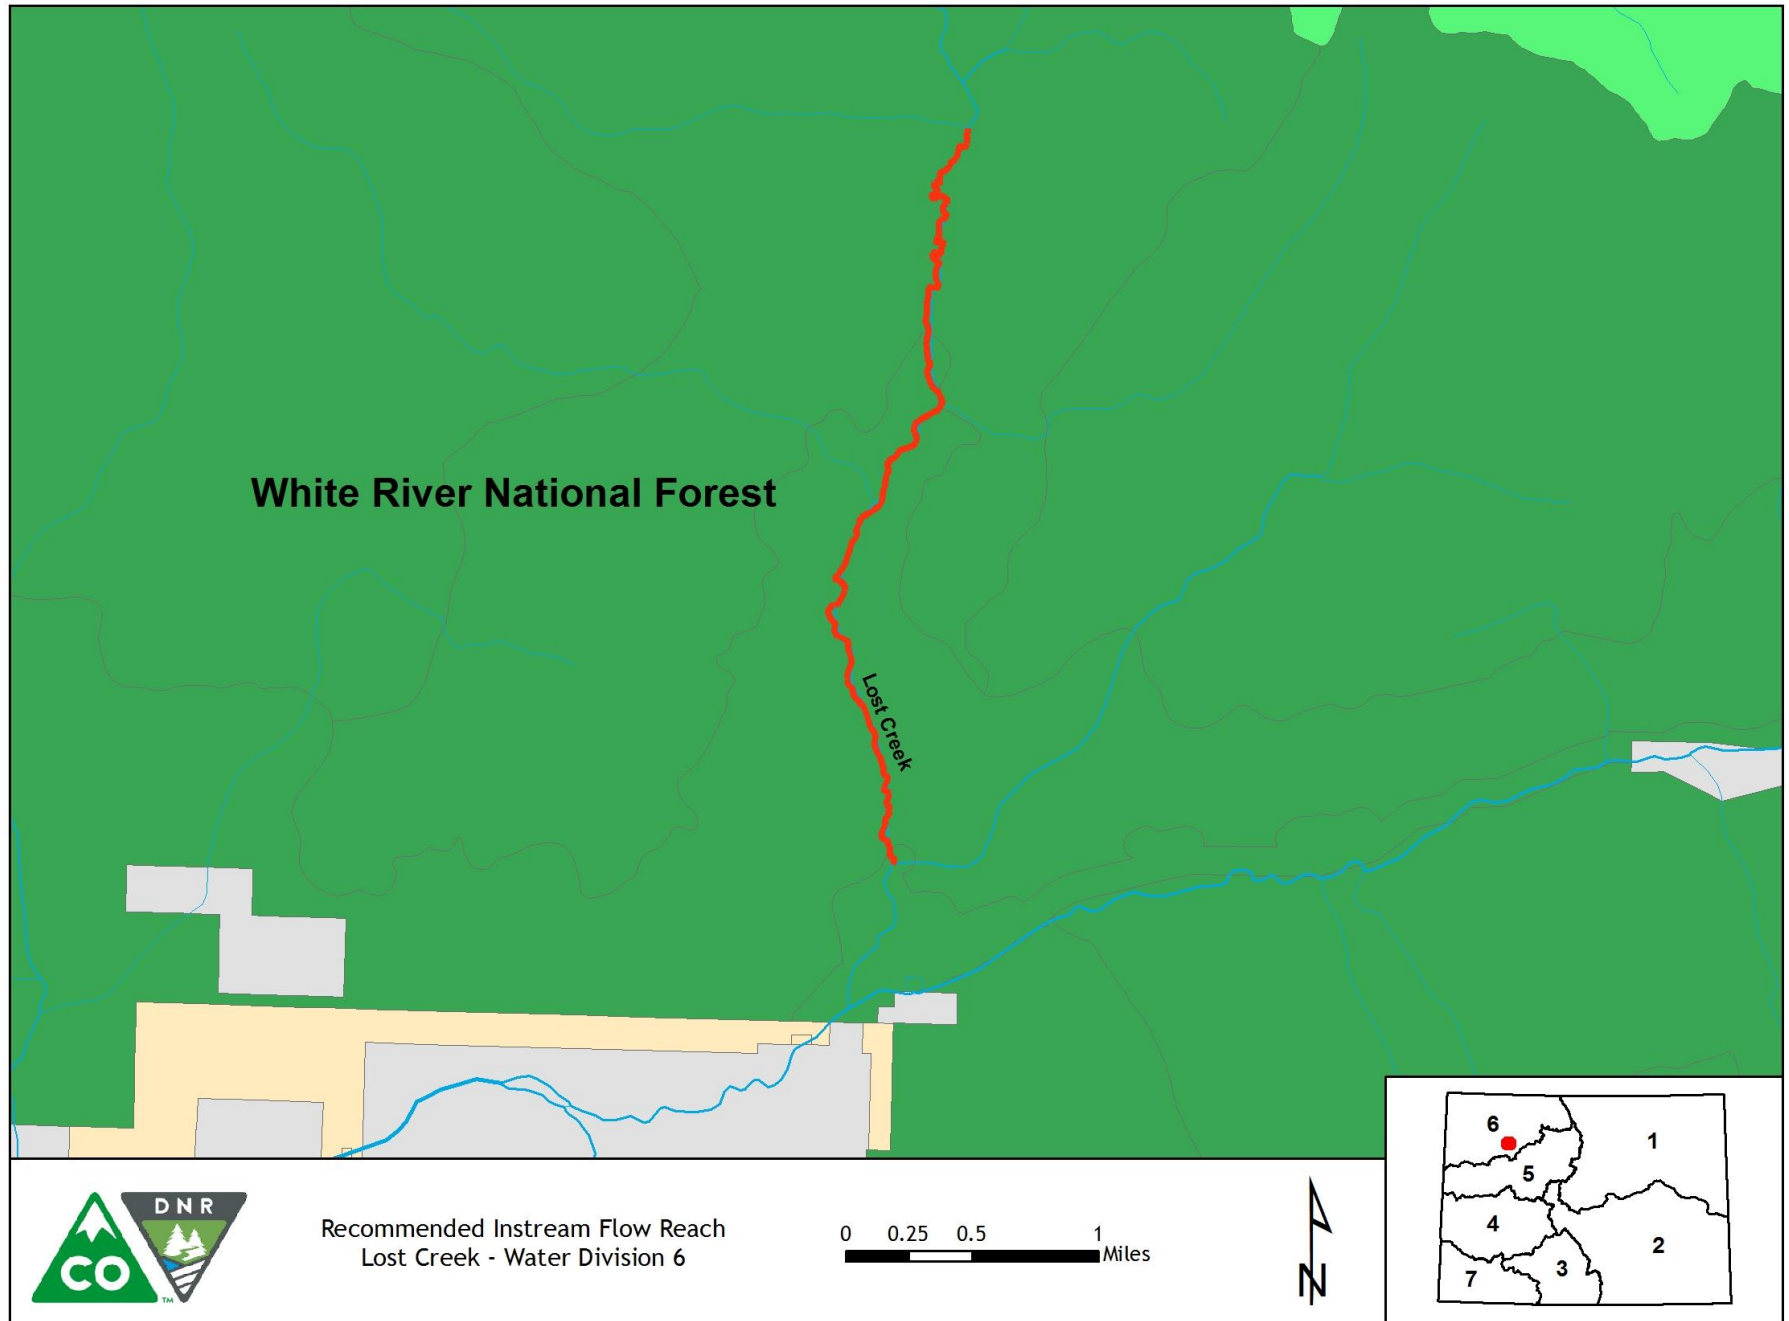 White River National Forest
Lost Creek
CO
TM
DNR
Recommended Instream Flow Reach
Lost Creek - Water Division 6
0 0.25 0.5 1
Miles
N
6
1
5
4
2
3
7